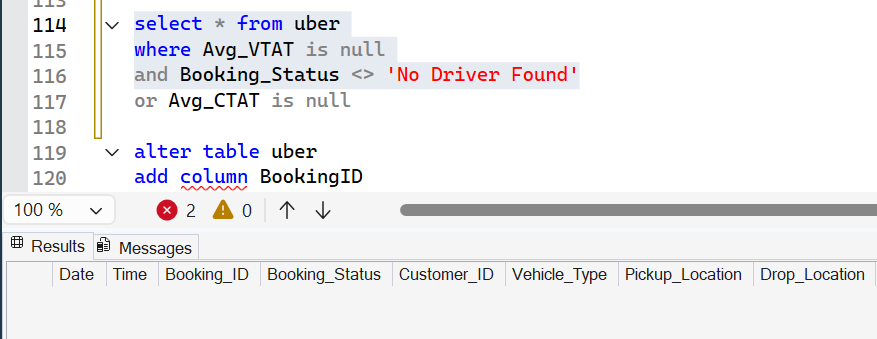 113
114 select * from uber
115 where Avg_VTAT is null
116 and Booking_Status <> 'No Driver Found'
117 or Avg_CTAT is null
118
119 alter table uber
120 add column BookingID
100 % 2 0
Results Messages
Date Time Booking_ID Booking_Status Customer_ID Vehicle_Type Pickup_Location Drop_Location